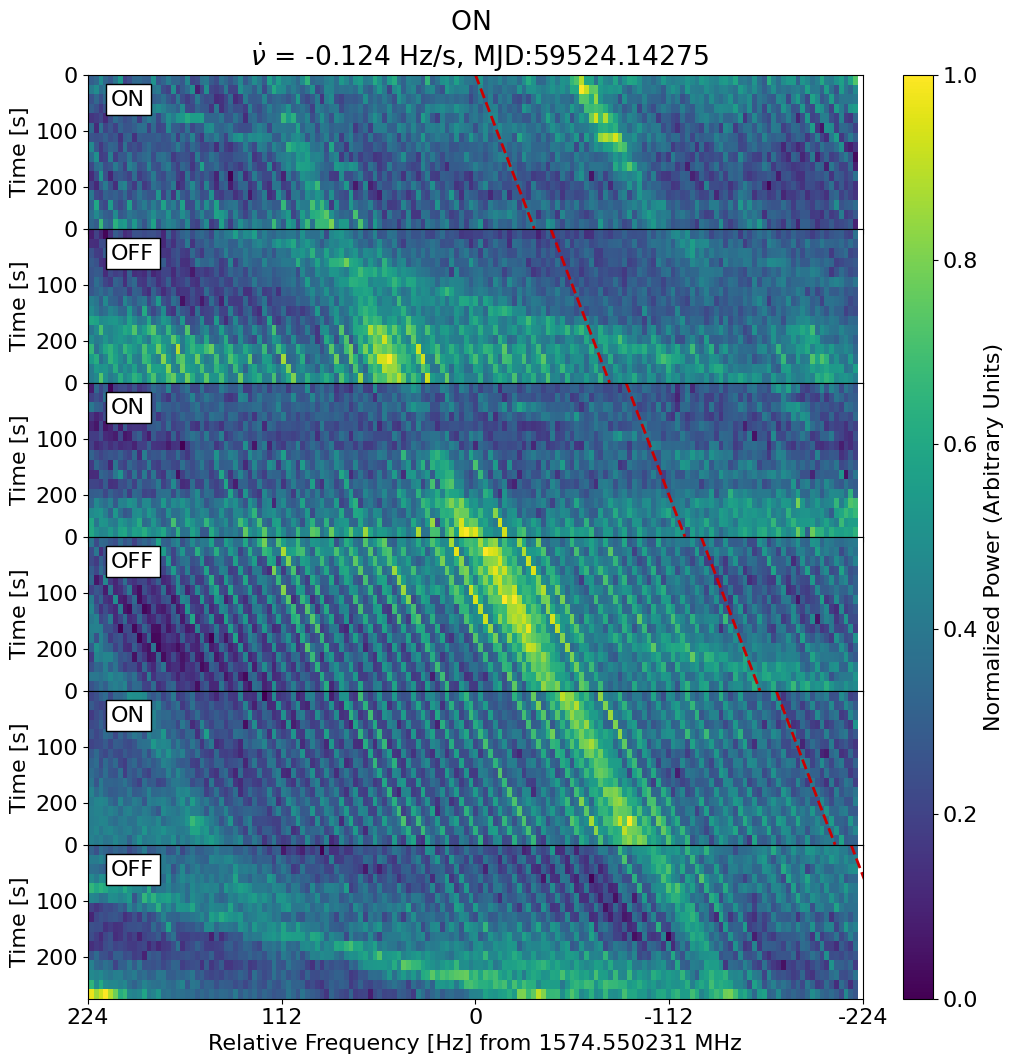 ON
ν̇ = -0.124 Hz/s, MJD:59524.14275
ON
Time [s]
0
100
200
OFF
Time [s]
0
100
200
ON
Time [s]
0
100
200
OFF
Time [s]
0
100
200
ON
Time [s]
0
100
200
OFF
Time [s]
0
100
200
224 112 0 -112 -224
Relative Frequency [Hz] from 1574.550231 MHz
1.0
0.8
0.6
0.4
0.2
0.0
Normalized Power (Arbitrary Units)